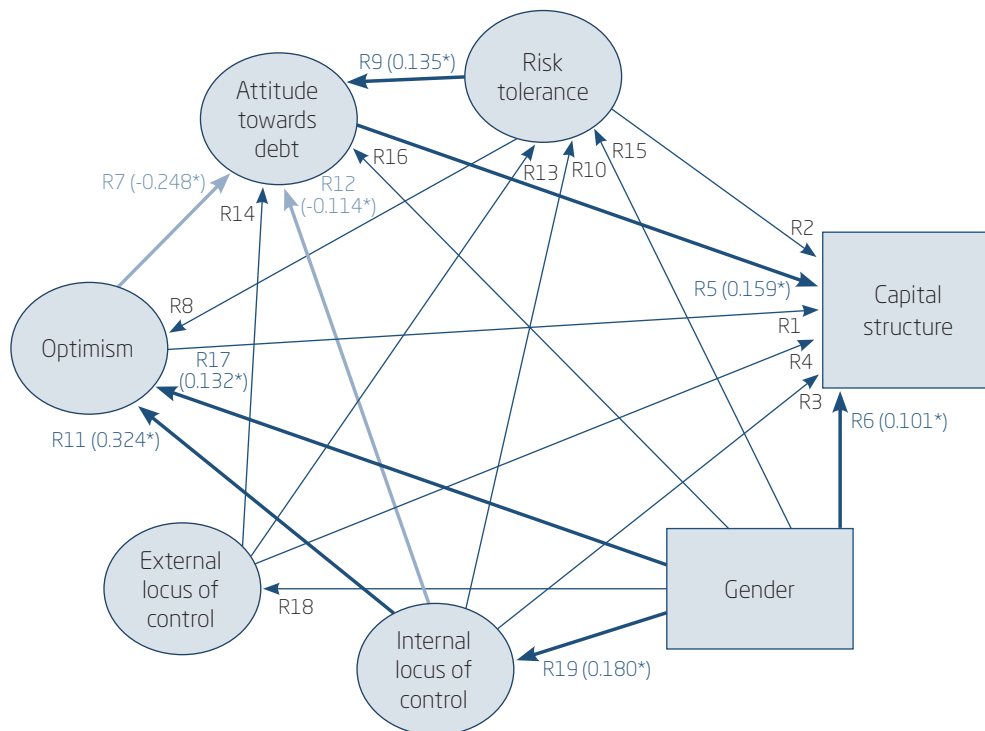 R9 (0.135*)
Risk
tolerance
Attitude
towards
debt
R16
R13
R10
R15
R7 (-0.248*)
R12
(-0.114*)
R14
R2
R5 (0.159*)
Capital
structure
R8
Optimism
R1
R17
(0.132*)
R4
R3
R11 (0.324*)
R6 (0.101*)
External
locus of
control
Gender
R18
Internal
locus of
control
R19 (0.180*)